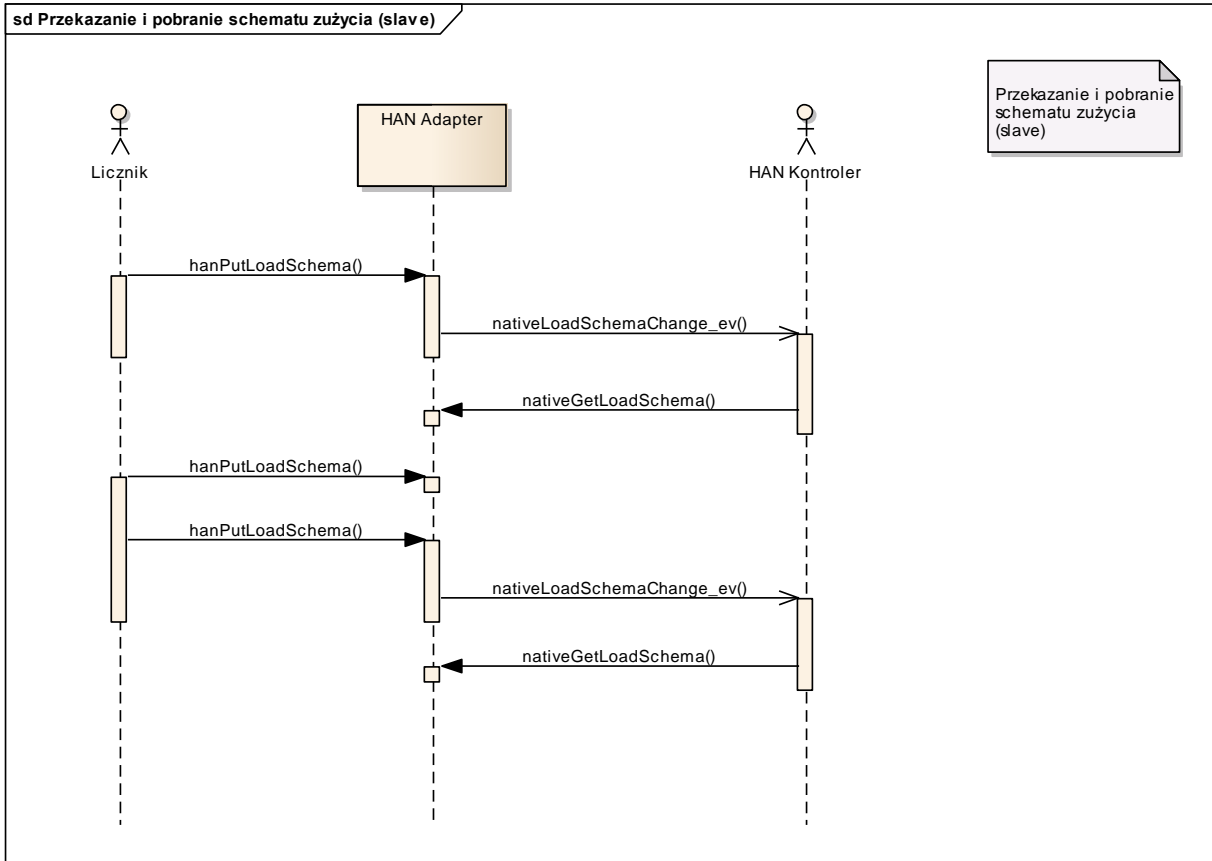 sd Przekazanie i pobranie schematu zużycia (slave)
Przekazanie i pobranie
schematu zużycia
(slave)
Licznik
HAN Adapter
HAN Kontroler
hanPutLoadSchema()
nativeLoadSchemaChange_ev()
nativeGetLoadSchema()
hanPutLoadSchema()
hanPutLoadSchema()
nativeLoadSchemaChange_ev()
nativeGetLoadSchema()